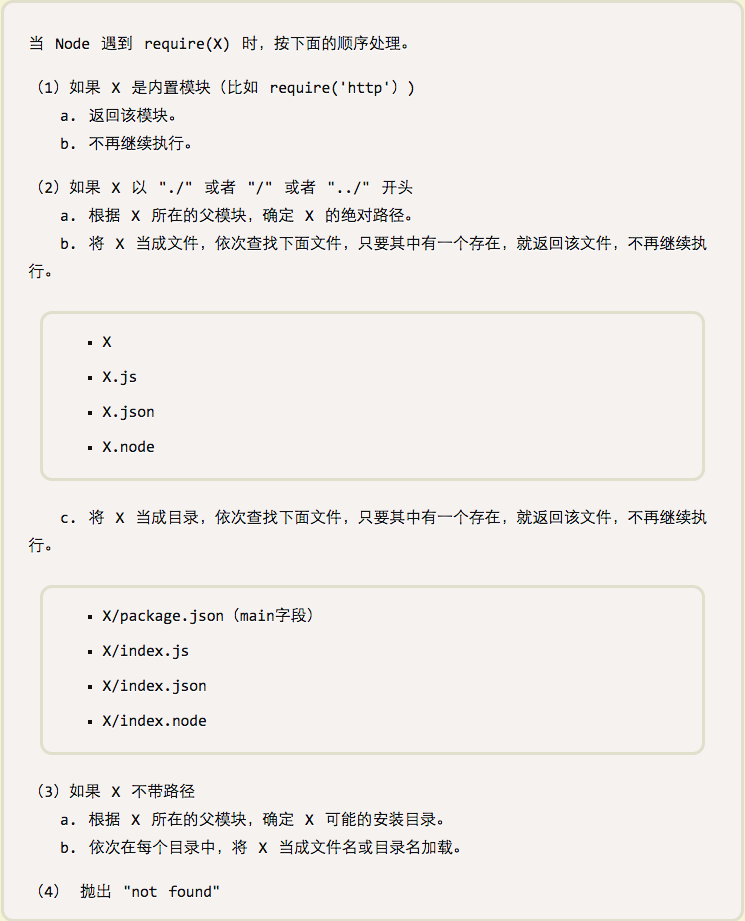 当 Node 遇到 require(X) 时，按下面的顺序处理。
（1）如果 X 是内置模块（比如 require('http'））
a. 返回该模块。
b. 不再继续执行。
（2）如果 X 以 "./" 或者 "/" 或者 "../" 开头
a. 根据 X 所在的父模块，确定 X 的绝对路径。
b. 将 X 当成文件，依次查找下面文件，只要其中有一个存在，就返回该文件，不再继续执
行。
▪ X
▪ X.js
▪ X.json
▪ X.node
c. 将 X 当成目录，依次查找下面文件，只要其中有一个存在，就返回该文件，不再继续执
行。
▪ X/package.json（main字段）
▪ X/index.js
▪ X/index.json
▪ X/index.node
（3）如果 X 不带路径
a. 根据 X 所在的父模块，确定 X 可能的安装目录。
b. 依次在每个目录中，将 X 当成文件名或目录名加载。
（4） 抛出 "not found"